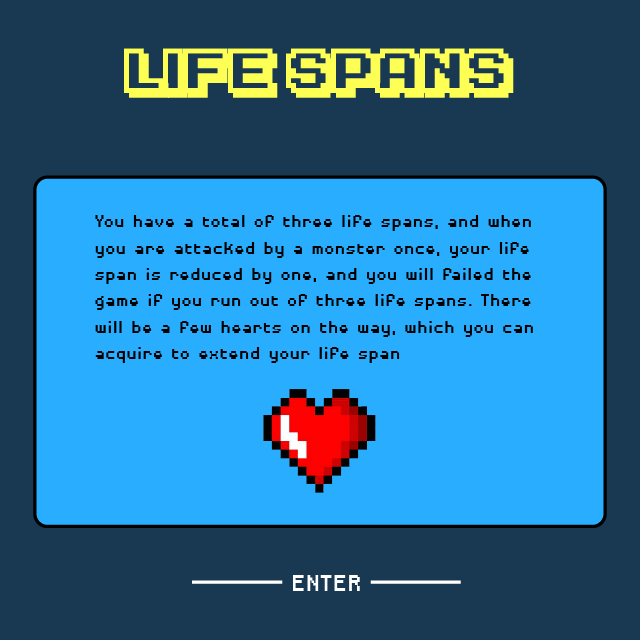 LIFE SPANS
You have a total of three life spans, and when
you are attacked by a monster once, your life
span is reduced by one, and you will failed the
game if you run out of three life spans. There
will be a few hearts on the way, which you can
acquire to extend your life span
ENTER